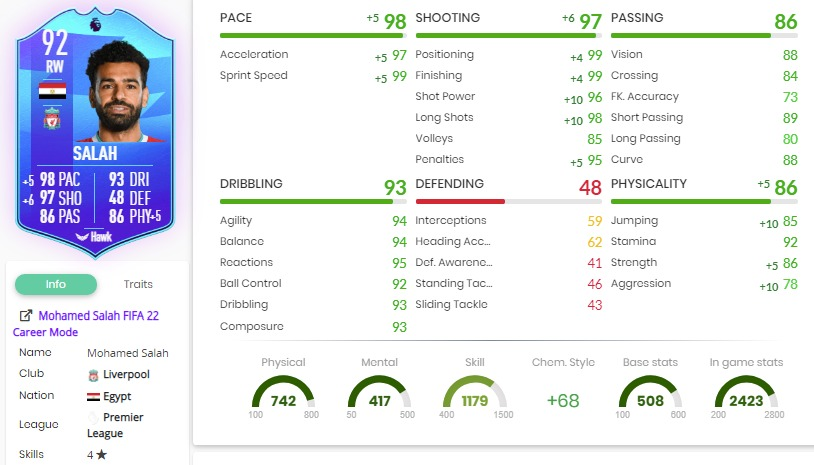 92
RW
SALAH
+5 98 PAC 93 DRI
+6 97 SHO 48 DEF
86 PAS 86 PHY+5
Hawk
Info Traits
Mohamed Salah FIFA 22
Career Mode
Name Mohamed Salah
Club Liverpool
Nation Egypt
League Premier
League
Skills 4★
PACE +5 98
Acceleration +5 97
Sprint Speed +5 99
SHOOTING +6 97
Positioning +4 99
Finishing +4 99
Shot Power +10 96
Long Shots +10 98
Volleys 85
Penalties +5 95
PASSING 86
Vision 88
Crossing 84
FK. Accuracy 73
Short Passing 89
Long Passing 80
Curve 88
DRIBBLING 93
Agility 94
Balance 94
Reactions 95
Ball Control 92
Dribbling 93
Composure 93
DEFENDING 48
Interceptions 59
Heading Acc... 62
Def. Awarene... 41
Standing Tac... 46
Sliding Tackle 43
PHYSICALITY +5 86
Jumping +10 85
Stamina 92
Strength +5 86
Aggression +10 78
Physical
742
100 800
Mental
417
50 500
Skill
1179
400 1500
Chem. Style
+68
Base stats
508
100 600
In game stats
2423
200 2800